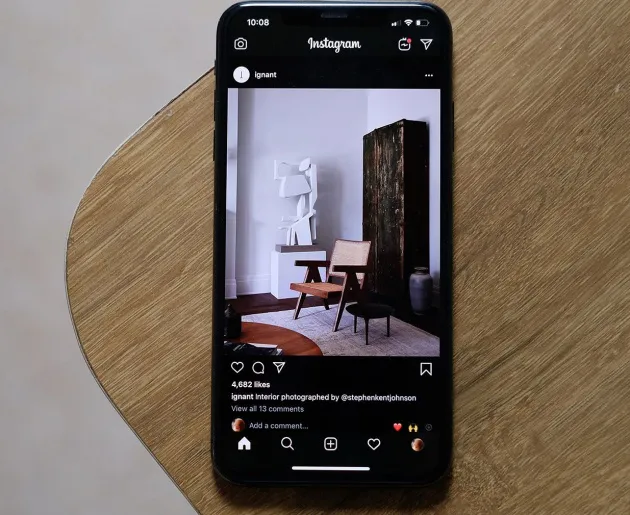 10:08
Instagram
ignant
4,682 likes
ignant Interior photographed by @stephenkentjohnson
View all 13 comments
Add a comment...